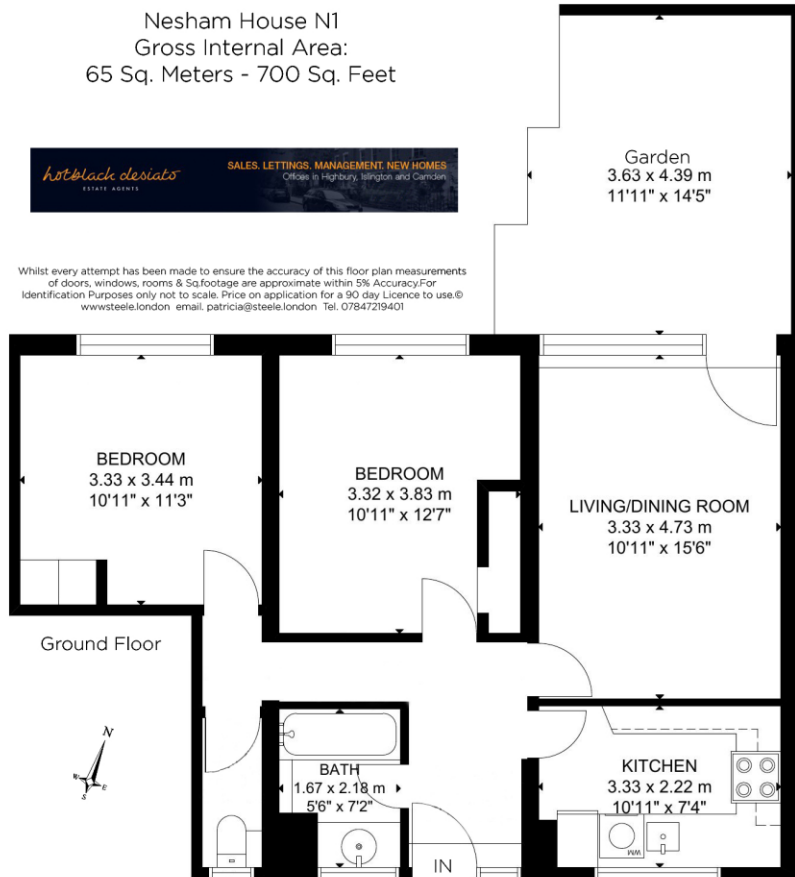 Nesham House N1
Gross Internal Area:
65 Sq. Meters - 700 Sq. Feet
hotblack desiato
ESTATE AGENTS
SALES. LETTINGS. MANAGEMENT. NEW HOMES
Offices in Highbury, Islington and Camden
Whilst every attempt has been made to ensure the accuracy of this floor plan measurements
of doors, windows, rooms & Sq.footage are approximate within 5% Accuracy.For
Identification Purposes only not to scale. Price on application for a 90 day Licence to use.©
wwwsteele.london email. patricia@steele.london Tel. 07847219401
Garden
3.63 x 4.39 m
11'11" x 14'5"
BEDROOM
3.33 x 3.44 m
10'11" x 11'3"
BEDROOM
3.32 x 3.83 m
10'11" x 12'7"
LIVING/DINING ROOM
3.33 x 4.73 m
10'11" x 15'6"
Ground Floor
N
W
E
S
BATH
1.67 x 2.18 m
5'6" x 7'2"
KITCHEN
3.33 x 2.22 m
10'11" x 7'4"
WM
IN